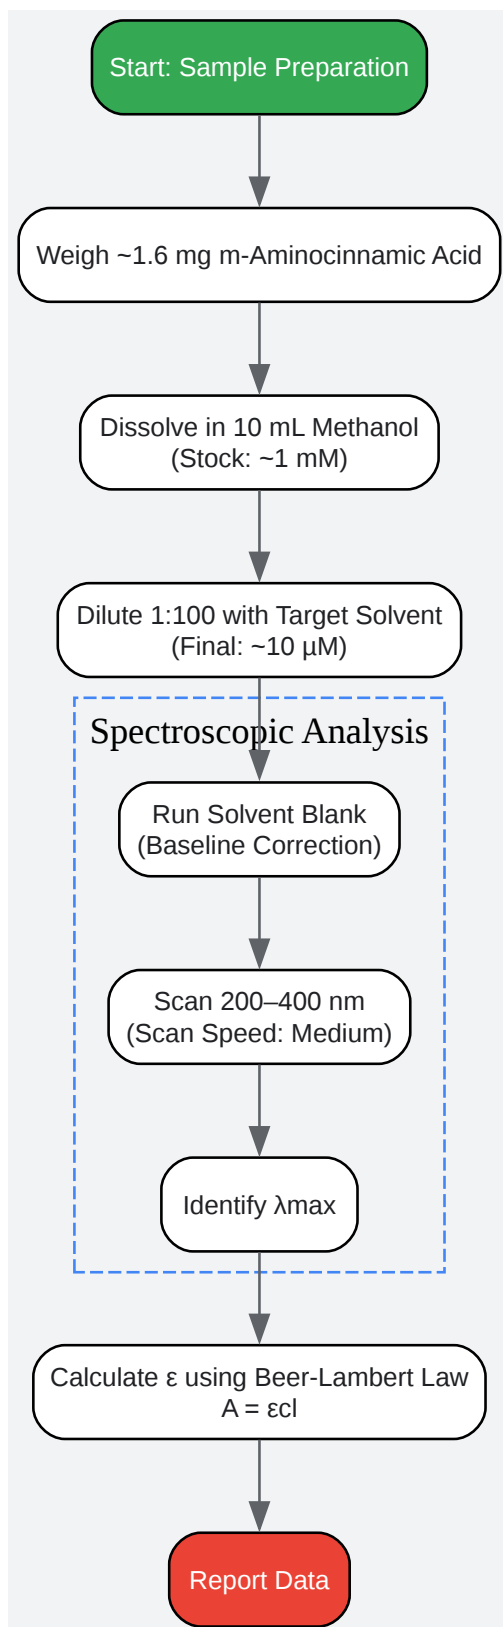 Start: Sample Preparation
Weigh ~1.6 mg m-Aminocinnamic Acid
Dissolve in 10 mL Methanol
(Stock: ~1 mM)
Dilute 1:100 with Target Solvent
(Final: ~10 µM)
Spectroscopic Analysis
Run Solvent Blank
(Baseline Correction)
Scan 200–400 nm
(Scan Speed: Medium)
Identify λmax
Calculate ε using Beer-Lambert Law
A = εcl
Report Data